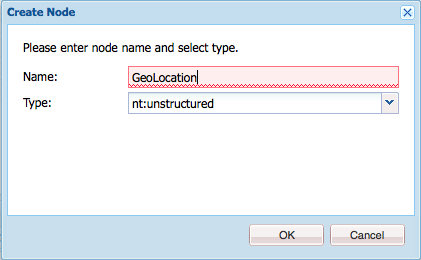 Create Node
Please enter node name and select type.
Name: GeoLocation
Type: nt:unstructured
OK Cancel